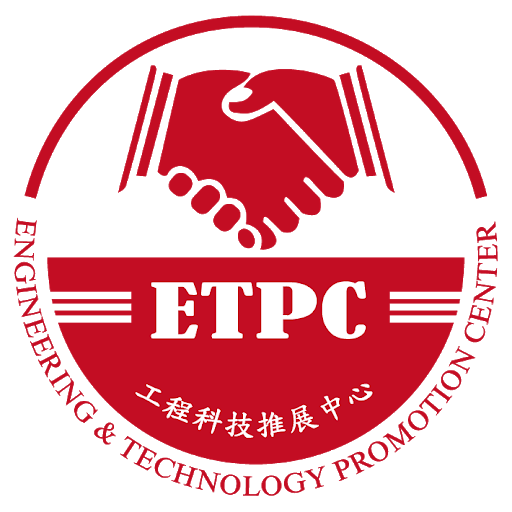 ETPC
工程科技推展中心
ENGINEERING & TECHNOLOGY PROMOTION CENTER